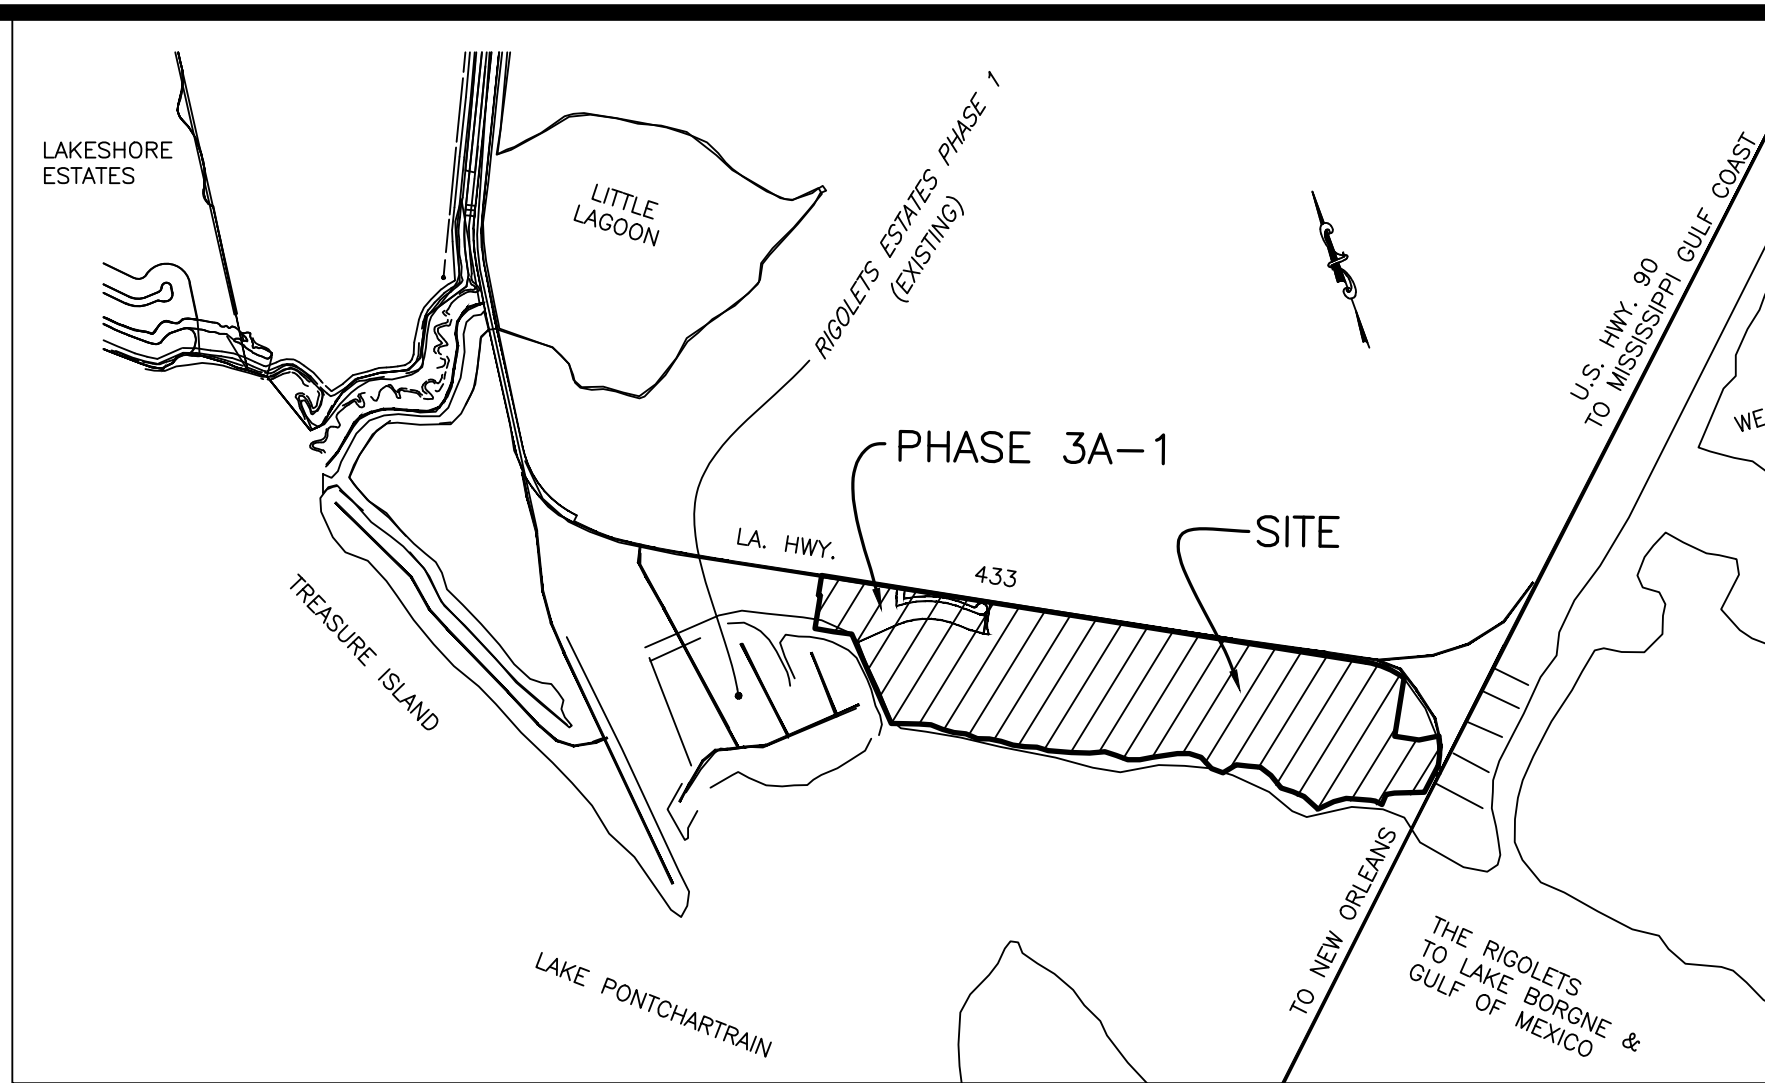 LAKESHORE
ESTATES
LITTLE
LAGOON
RIGOLETS ESTATES PHASE 1
(EXISTING)
U.S. HWY. 90
TO MISSISSIPPI GULF COAST
WE
PHASE 3A-1
SITE
LA. HWY.
433
TREASURE ISLAND
LAKE PONTCHARTRAIN
TO NEW ORLEANS
THE RIGOLETS
TO LAKE BORGNE &
GULF OF MEXICO